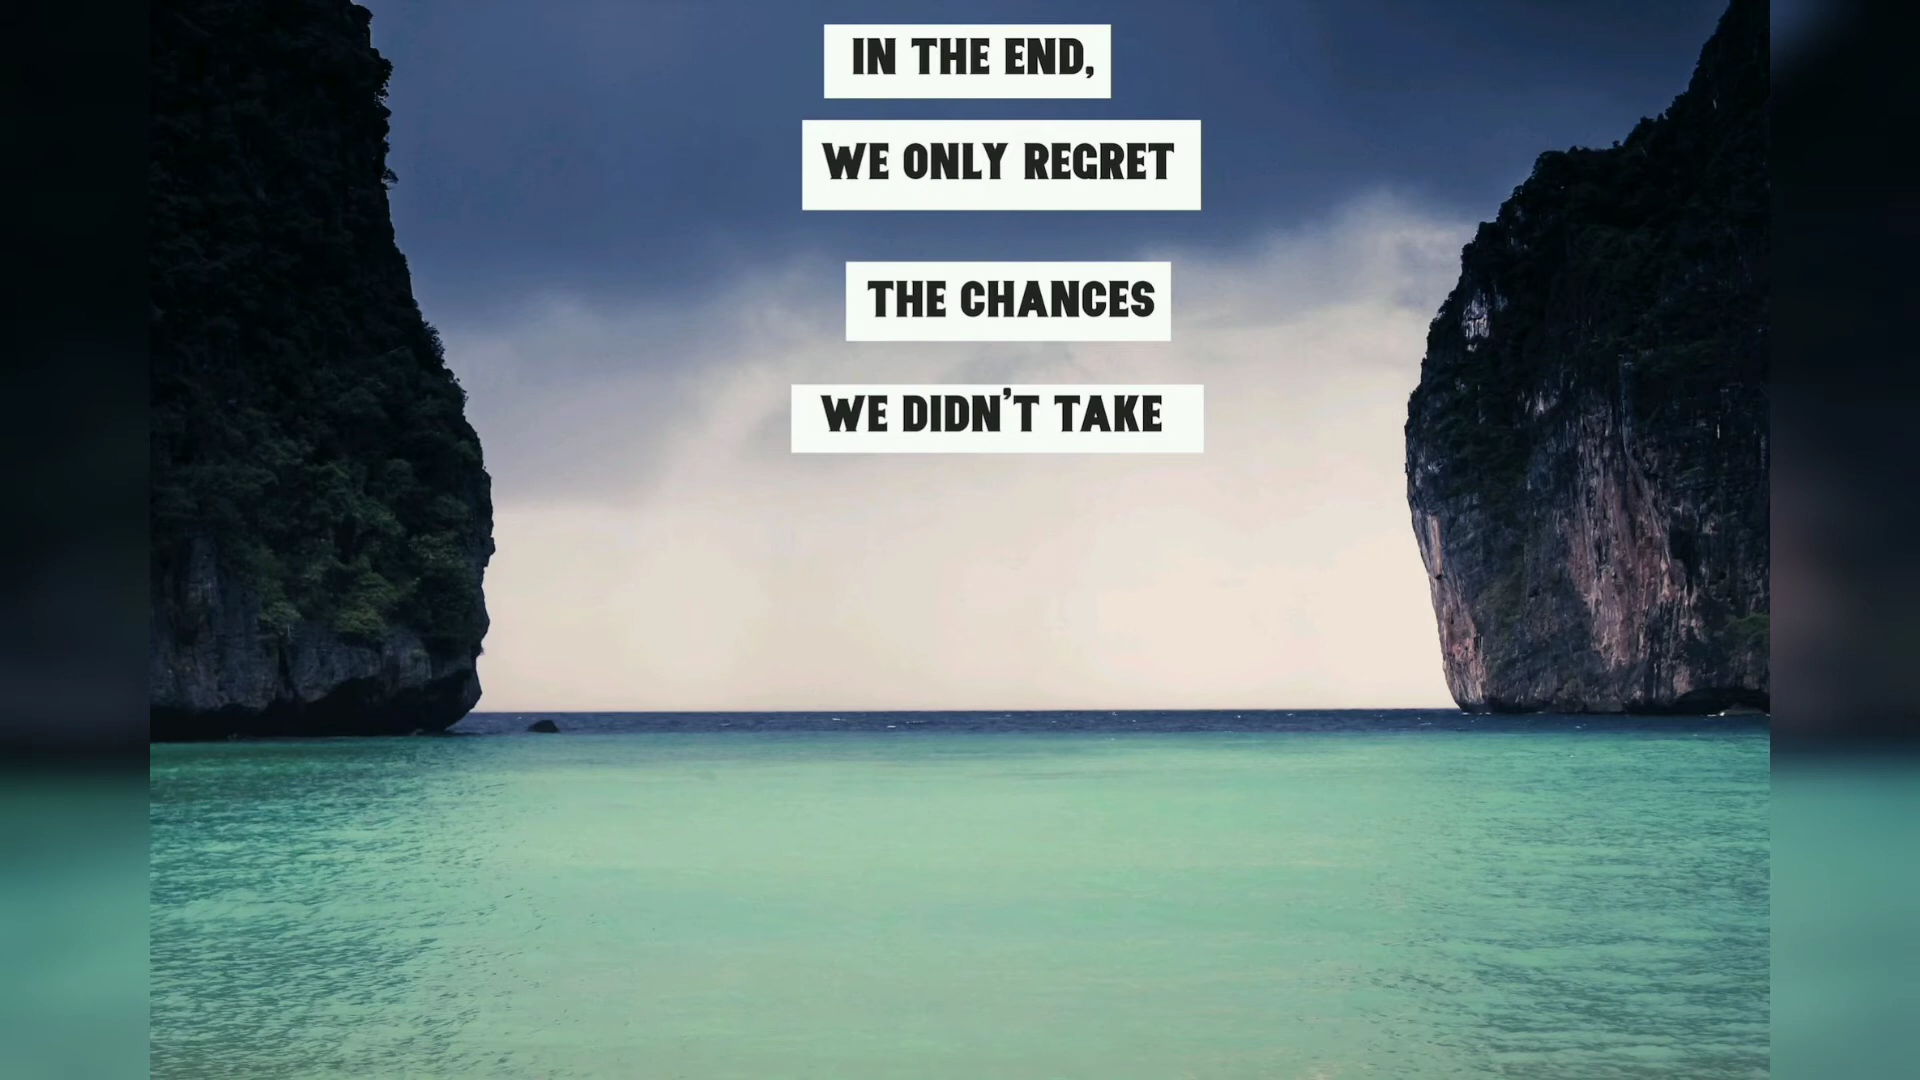 IN THE END,
WE ONLY REGRET
THE CHANCES
WE DIDN'T TAKE